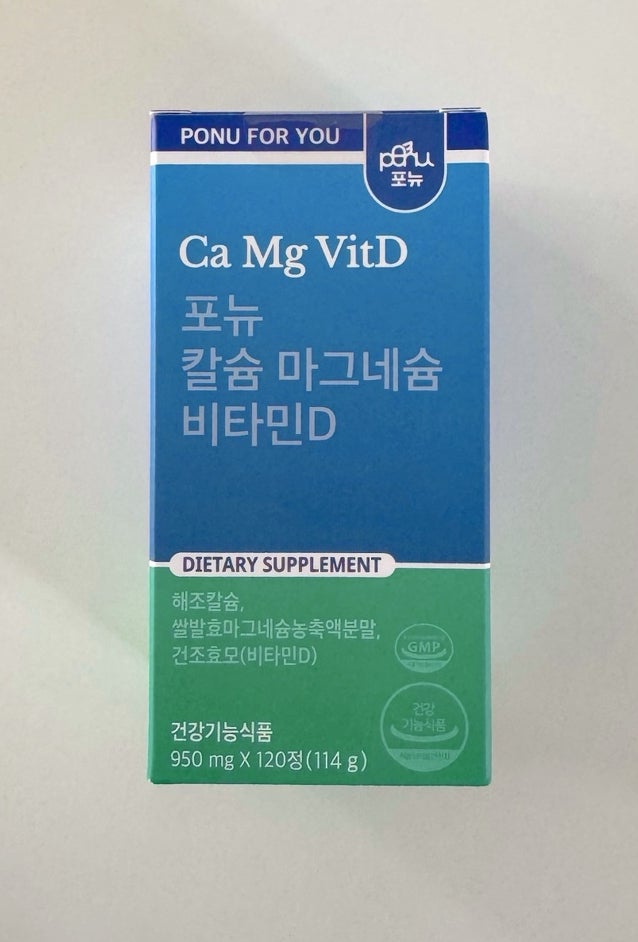 PONU FOR YOU
ponu
포뉴
Ca Mg VitD
포뉴
칼슘 마그네슘
비타민D
DIETARY SUPPLEMENT
해조칼슘,
쌀발효마그네슘농축액분말,
건조효모(비타민D)
GMP
건강
기능식품
건강기능식품
950 mg X 120정(114 g)